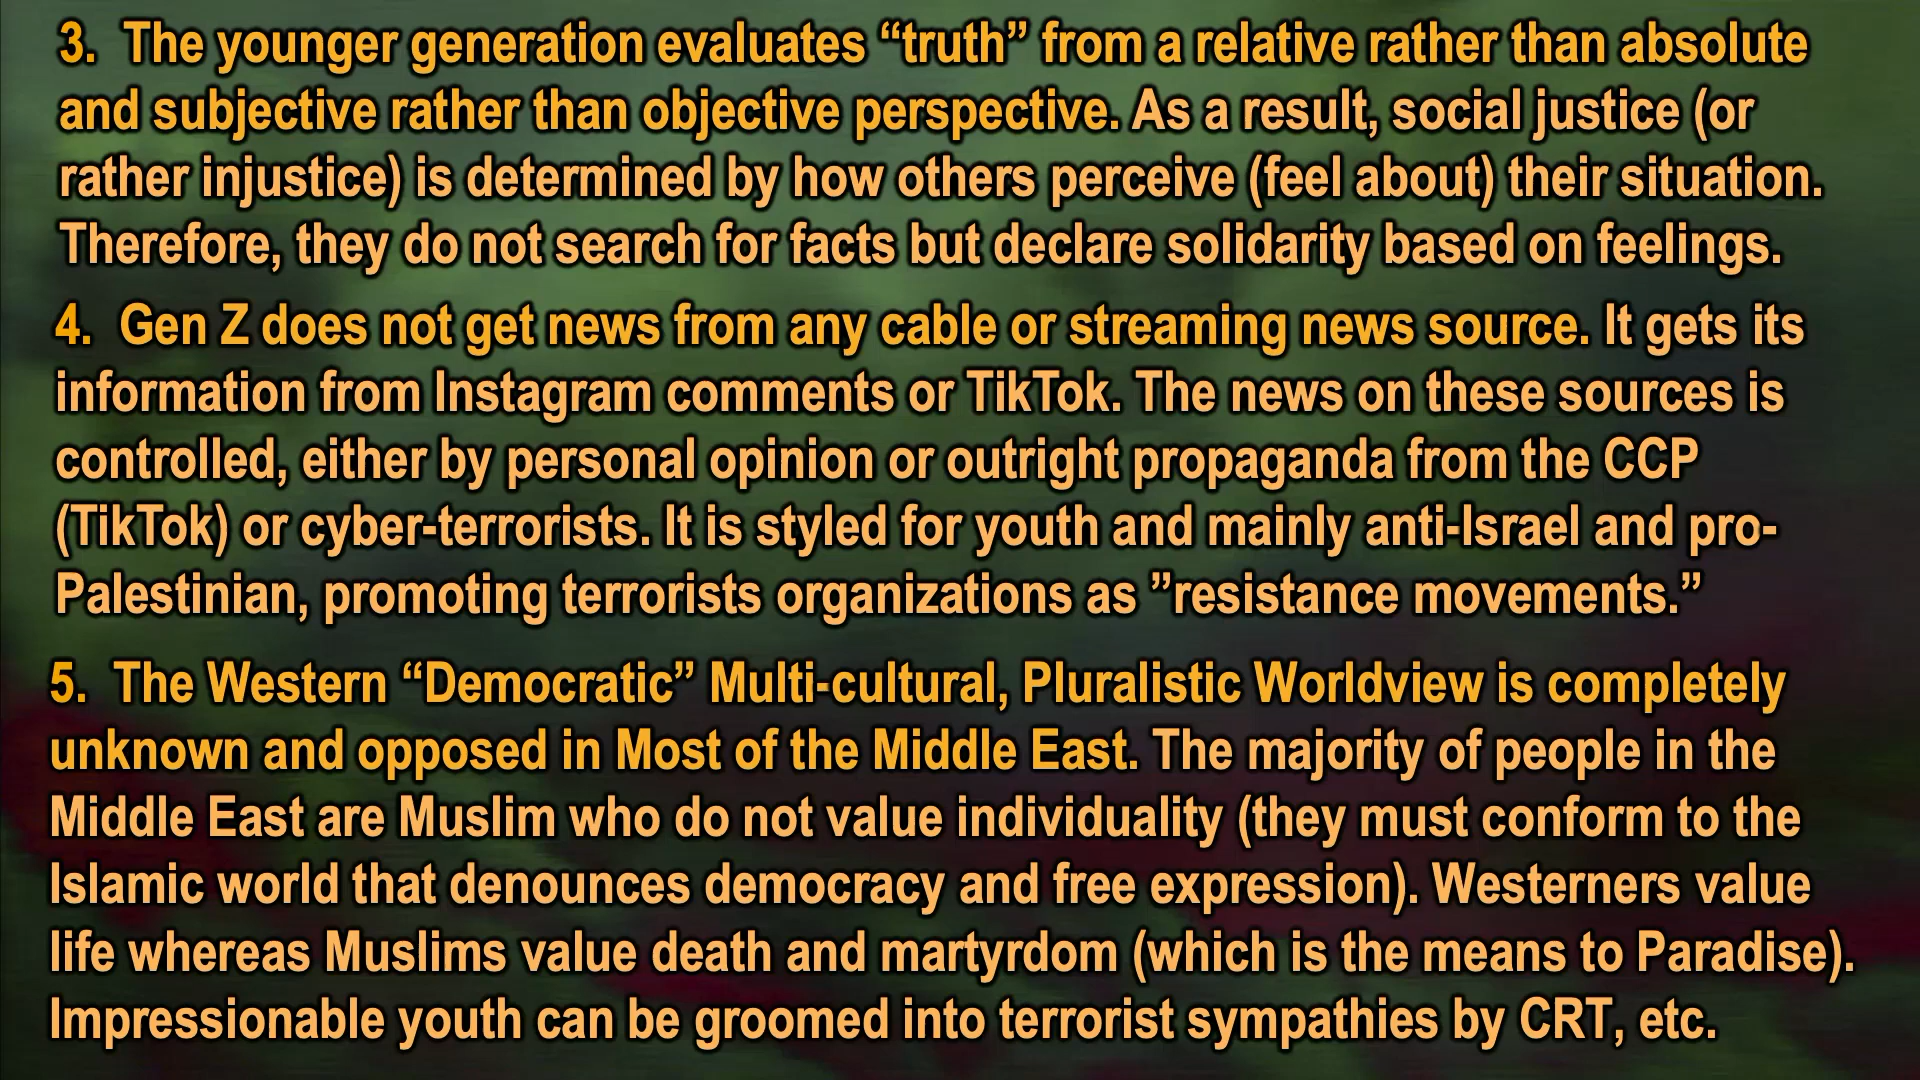 3. The younger generation evaluates “truth” from a relative rather than absolute
and subjective rather than objective perspective. As a result, social justice (or
rather injustice) is determined by how others perceive (feel about) their situation.
Therefore, they do not search for facts but declare solidarity based on feelings.
4. Gen Z does not get news from any cable or streaming news source. It gets its
information from Instagram comments or TikTok. The news on these sources is
controlled, either by personal opinion or outright propaganda from the CCP
(TikTok) or cyber-terrorists. It is styled for youth and mainly anti-Israel and pro-
Palestinian, promoting terrorists organizations as ”resistance movements.”
5. The Western “Democratic” Multi-cultural, Pluralistic Worldview is completely
unknown and opposed in Most of the Middle East. The majority of people in the
Middle East are Muslim who do not value individuality (they must conform to the
Islamic world that denounces democracy and free expression). Westerners value
life whereas Muslims value death and martyrdom (which is the means to Paradise).
Impressionable youth can be groomed into terrorist sympathies by CRT, etc.